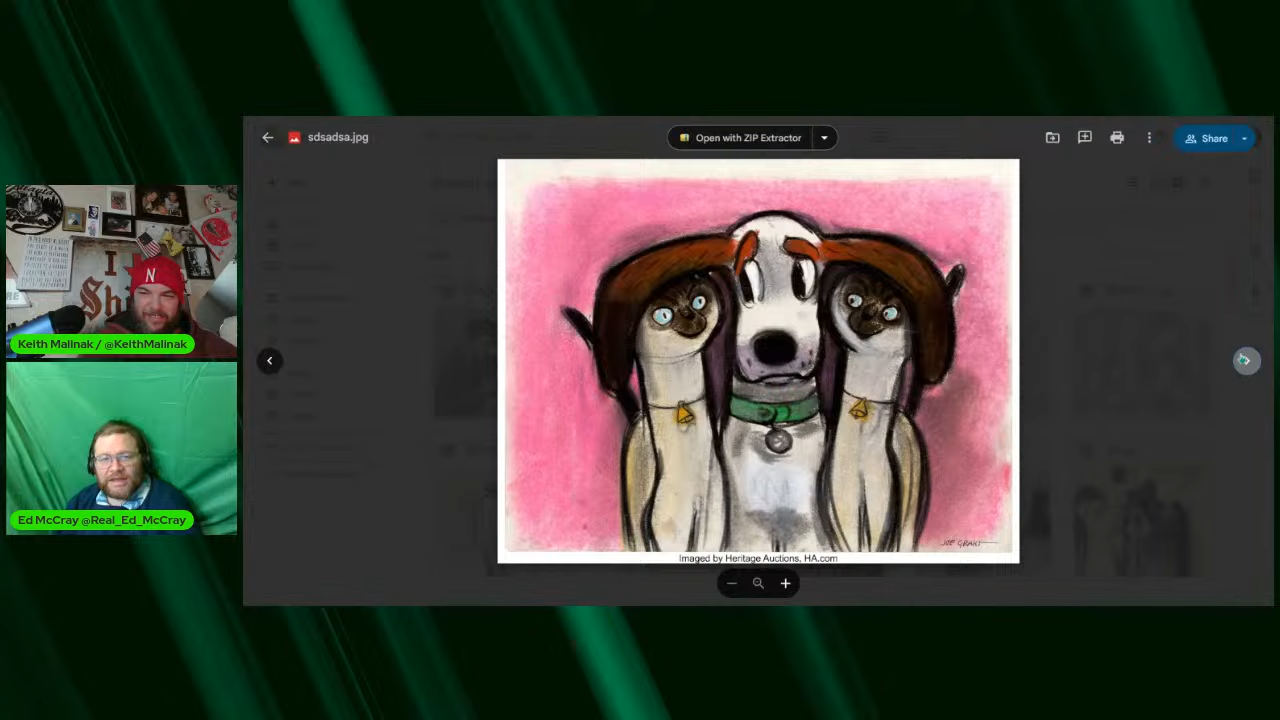 sdsadsa.jpg
Open with ZIP Extractor
Share
N
I
Keith Malinak / @KeithMalinak
Ed McCray @Real_Ed_McCray
JOE GRANT
Imaged by Heritage Auctions, HA.com